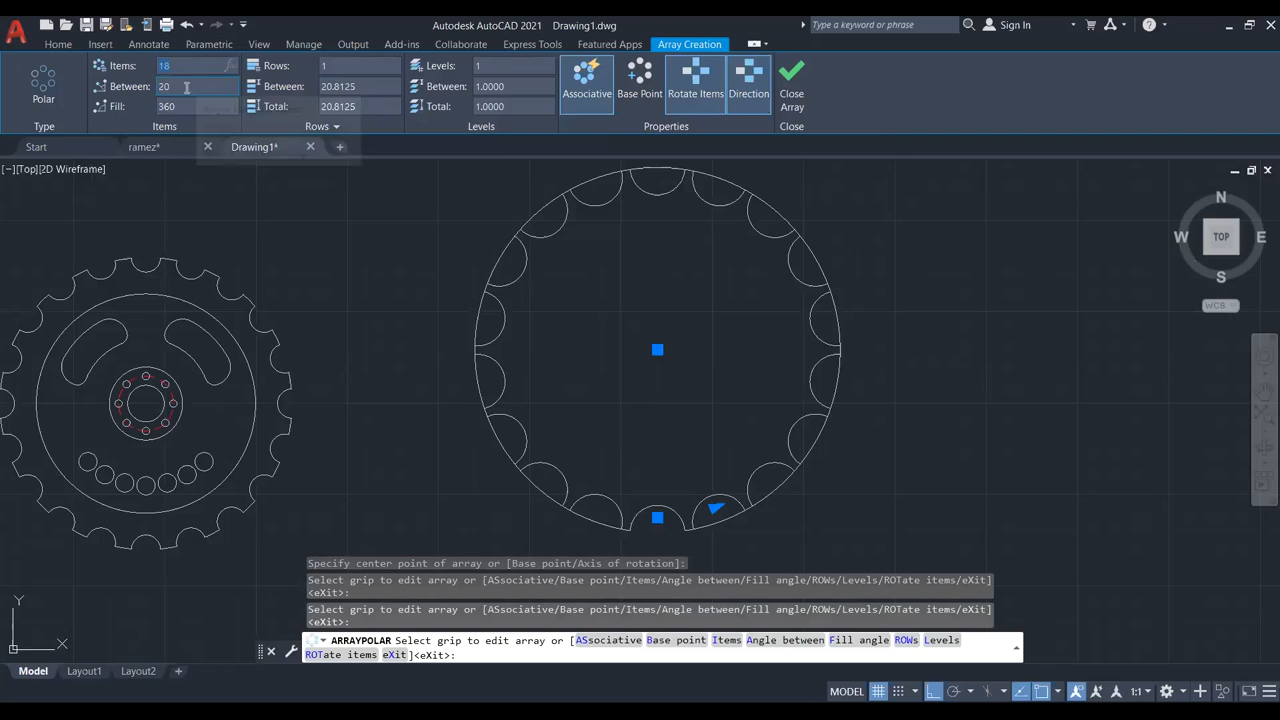 Autodesk AutoCAD 2021 Drawing1.dwg
Type a keyword or phrase
Sign In
Home Insert Annotate Parametric View Manage Output Add-ins Collaborate Express Tools Featured Apps Array Creation
Items: 18 Rows: 1 Levels: 1
Between: 20 Between: 20.8125 Between: 1.0000
Fill: 360 Total: 20.8125 Total: 1.0000
Polar
Associative Base Point Rotate Items Direction Close
Array
Type Items Rows Levels Properties Close
Start ramez* Drawing1*
[−][Top][2D Wireframe]
N
W TOP E
S
WCS
Specify center point of array or [Base point/Axis of rotation]:
Select grip to edit array or [ASsociative/Base point/Items/Angle between/Fill angle/ROWs/Levels/ROTate items/eXit]
<eXit>:
Select grip to edit array or [ASsociative/Base point/Items/Angle between/Fill angle/ROWs/Levels/ROTate items/eXit]
<eXit>:
ARRAYPOLAR Select grip to edit array or [ASsociative Base point Items Angle between Fill angle ROWs Levels
ROTate items eXit]<eXit>:
Y
X
Model Layout1 Layout2
MODEL 1:1